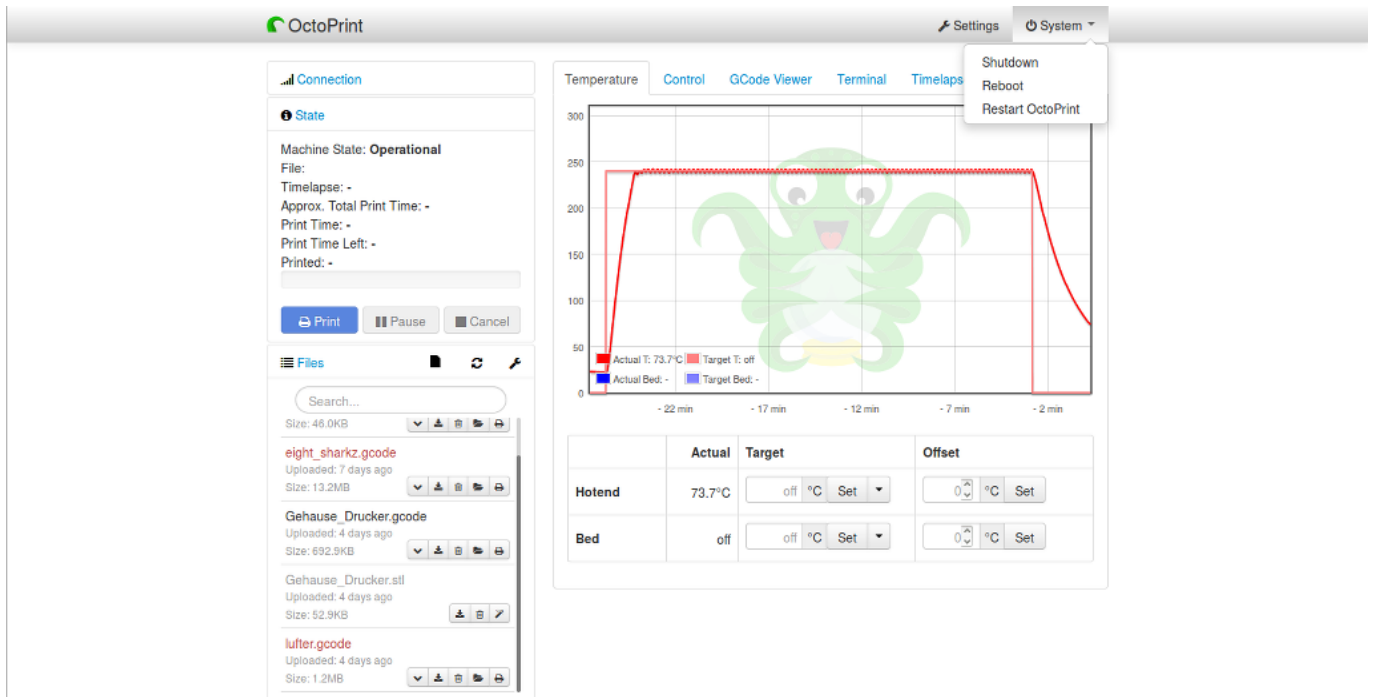 OctoPrint
Settings
System
Shutdown
Reboot
Restart OctoPrint
Connection
State
Machine State: Operational
File:
Timelapse: -
Approx. Total Print Time: -
Print Time: -
Print Time Left: -
Printed: -
Print
Pause
Cancel
Files
Search...
Size: 46.0KB
eight_sharkz.gcode
Uploaded: 7 days ago
Size: 13.2MB
Gehause_Drucker.gcode
Uploaded: 4 days ago
Size: 692.9KB
Gehause_Drucker.stl
Uploaded: 4 days ago
Size: 52.9KB
lufter.gcode
Uploaded: 4 days ago
Size: 1.2MB
Temperature Control GCode Viewer Terminal Timelaps
300
250
200
150
100
50
0
Actual T: 73.7°C Target T: off
Actual Bed: - Target Bed: -
- 22 min - 17 min - 12 min - 7 min - 2 min
Actual Target Offset
Hotend 73.7°C off °C Set 0 °C Set
Bed off off °C Set 0 °C Set